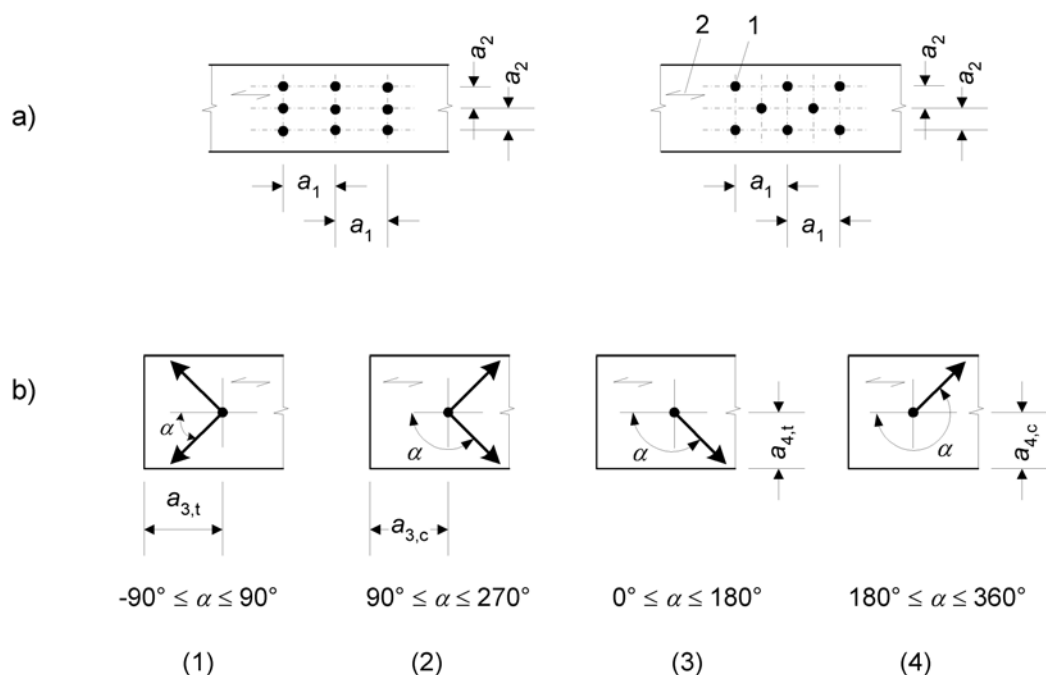 a)
a2
a2
a1
a1
2
1
a2
a2
a1
a1
b)
α
a3,t
-90° ≤ α ≤ 90°
(1)
α
a3,c
90° ≤ α ≤ 270°
(2)
α
a4,t
0° ≤ α ≤ 180°
(3)
α
a4,c
180° ≤ α ≤ 360°
(4)